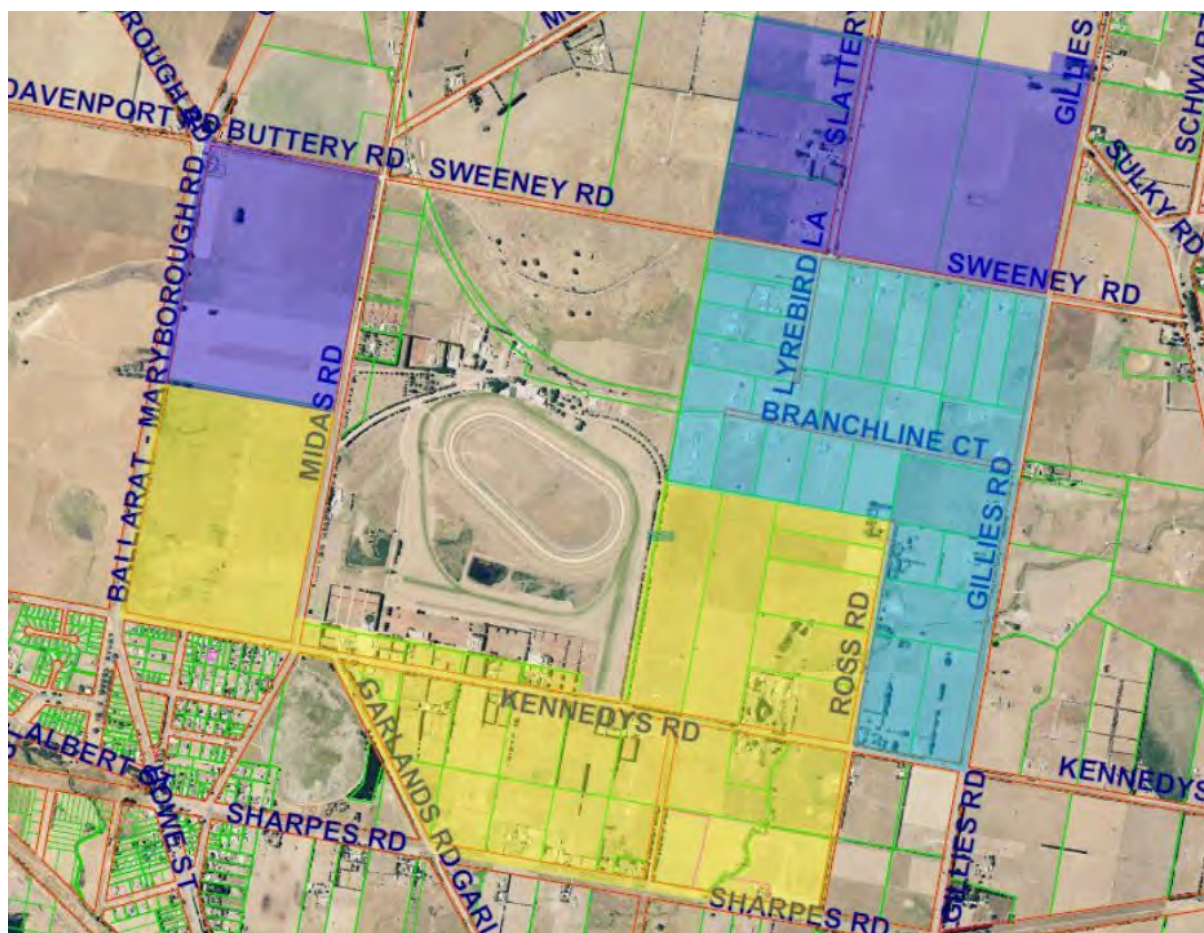 DAVENPORT RD
BUTTERY RD
SWEENEY RD
SLATTERY
LA
GILLIES
SCHWART
SULKY RD
SWEENEY RD
BALLARAT - MARYBOROUGH RD
MIDAS RD
LYREBIRD
BRANCHLINE CT
GILLIES RD
ROSS RD
KENNEDYS RD
GARLANDS RD
ALBERT ST
HOWE ST
SHARPES RD
GARI
SHARPES RD
GILLIES RD
KENNEDYS